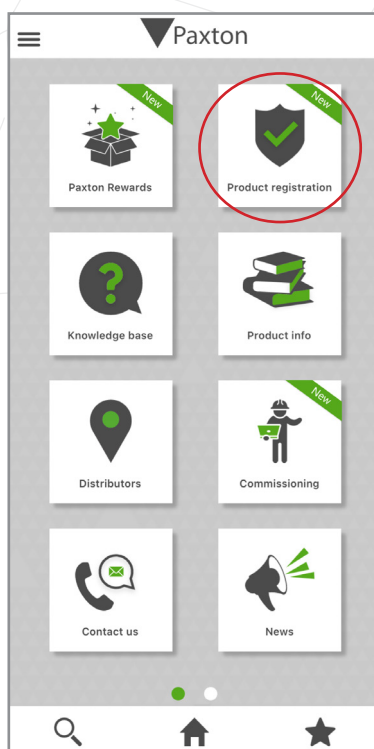 Paxton
New
New
Paxton Rewards
Product registration
?
Knowledge base
Product info
New
Distributors
Commissioning
Contact us
News